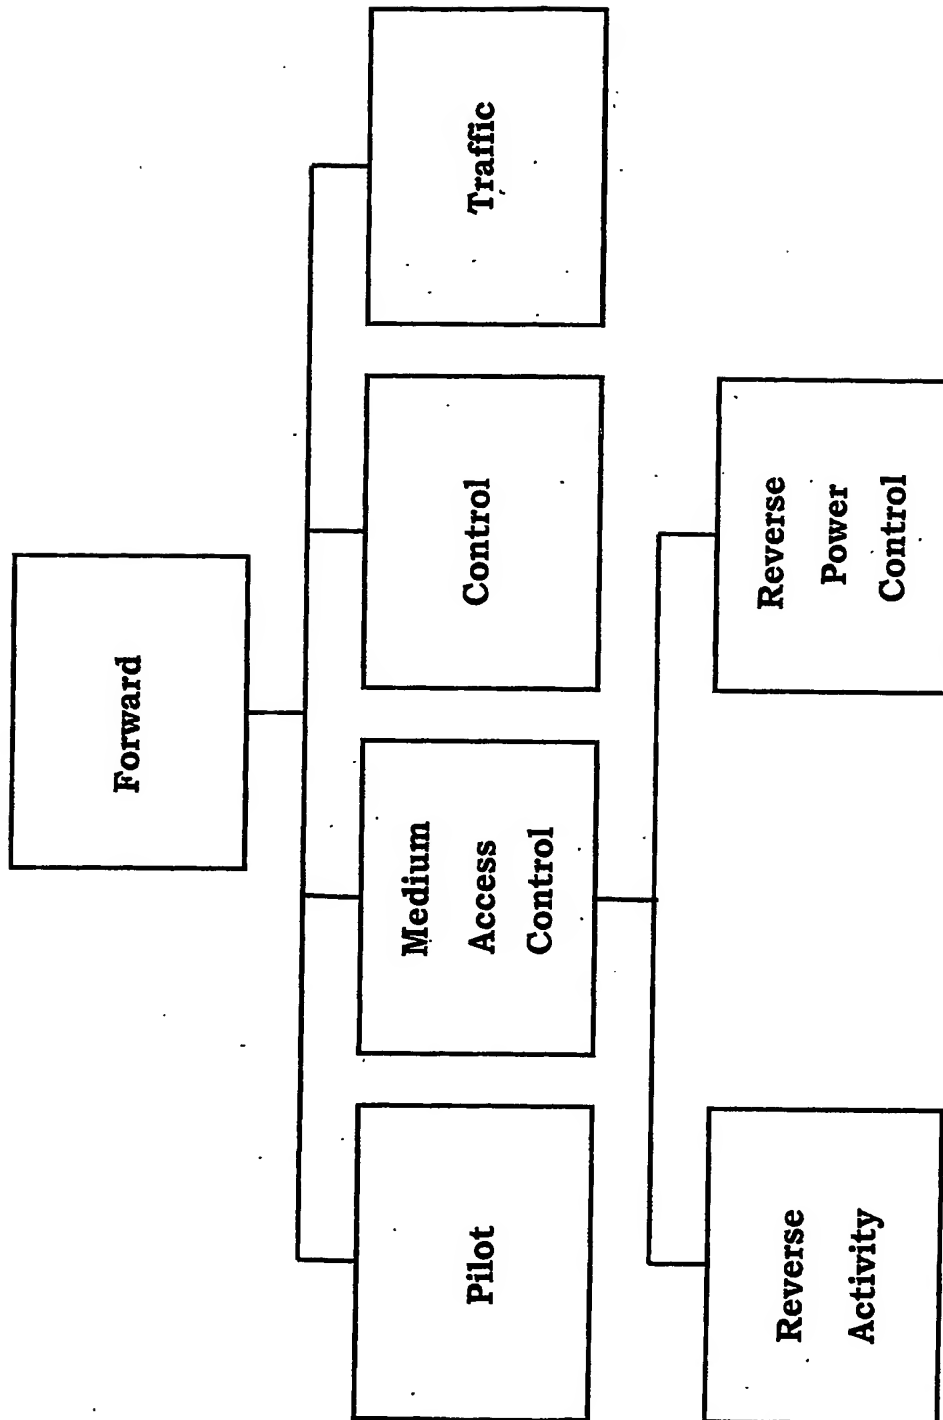 Forward
Pilot
Medium
Access
Control
Control
Traffic
Reverse
Activity
Reverse
Power
Control